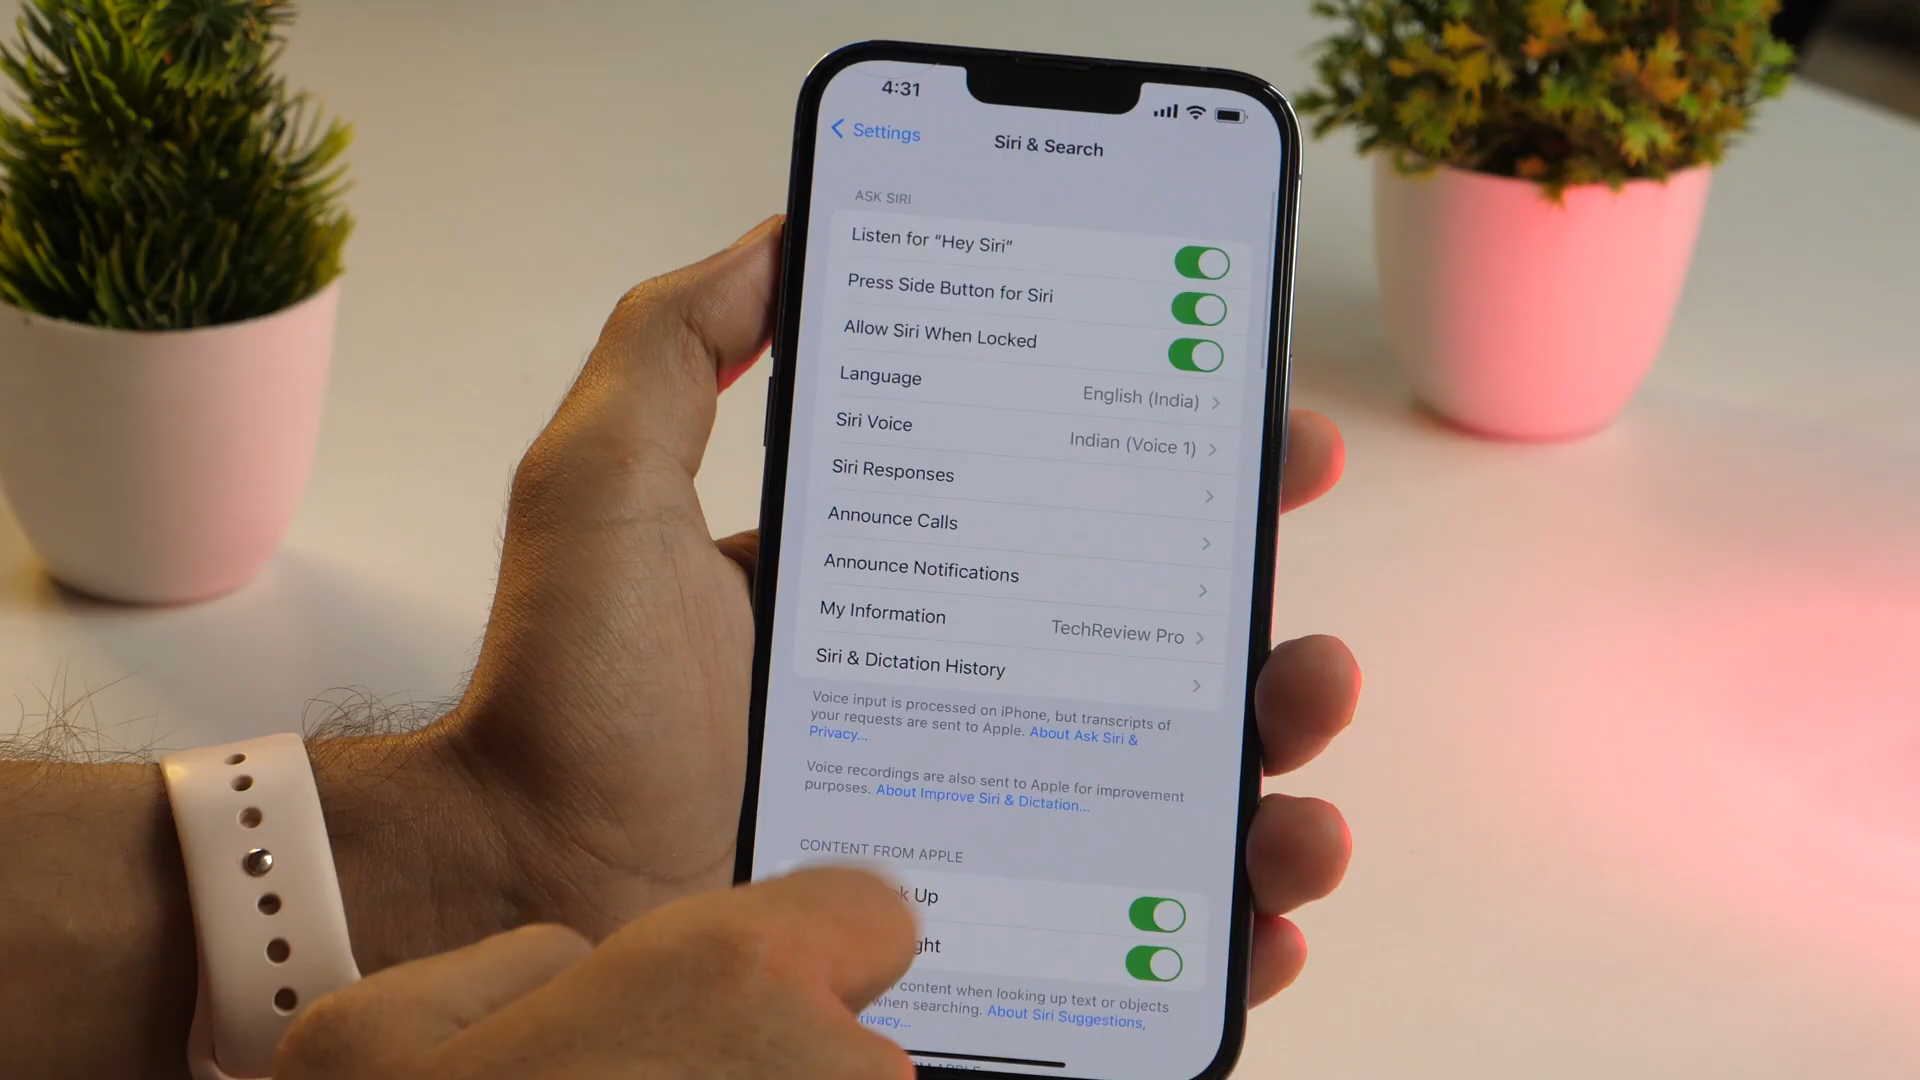 4:31
Settings
Siri & Search
ASK SIRI
Listen for “Hey Siri”
Press Side Button for Siri
Allow Siri When Locked
Language English (India)
Siri Voice Indian (Voice 1)
Siri Responses
Announce Calls
Announce Notifications
My Information TechReview Pro
Siri & Dictation History
Voice input is processed on iPhone, but transcripts of
your requests are sent to Apple. About Ask Siri &
Privacy...
Voice recordings are also sent to Apple for improvement
purposes. About Improve Siri & Dictation...
CONTENT FROM APPLE
Up
content when looking up text or objects
when searching. About Siri Suggestions,